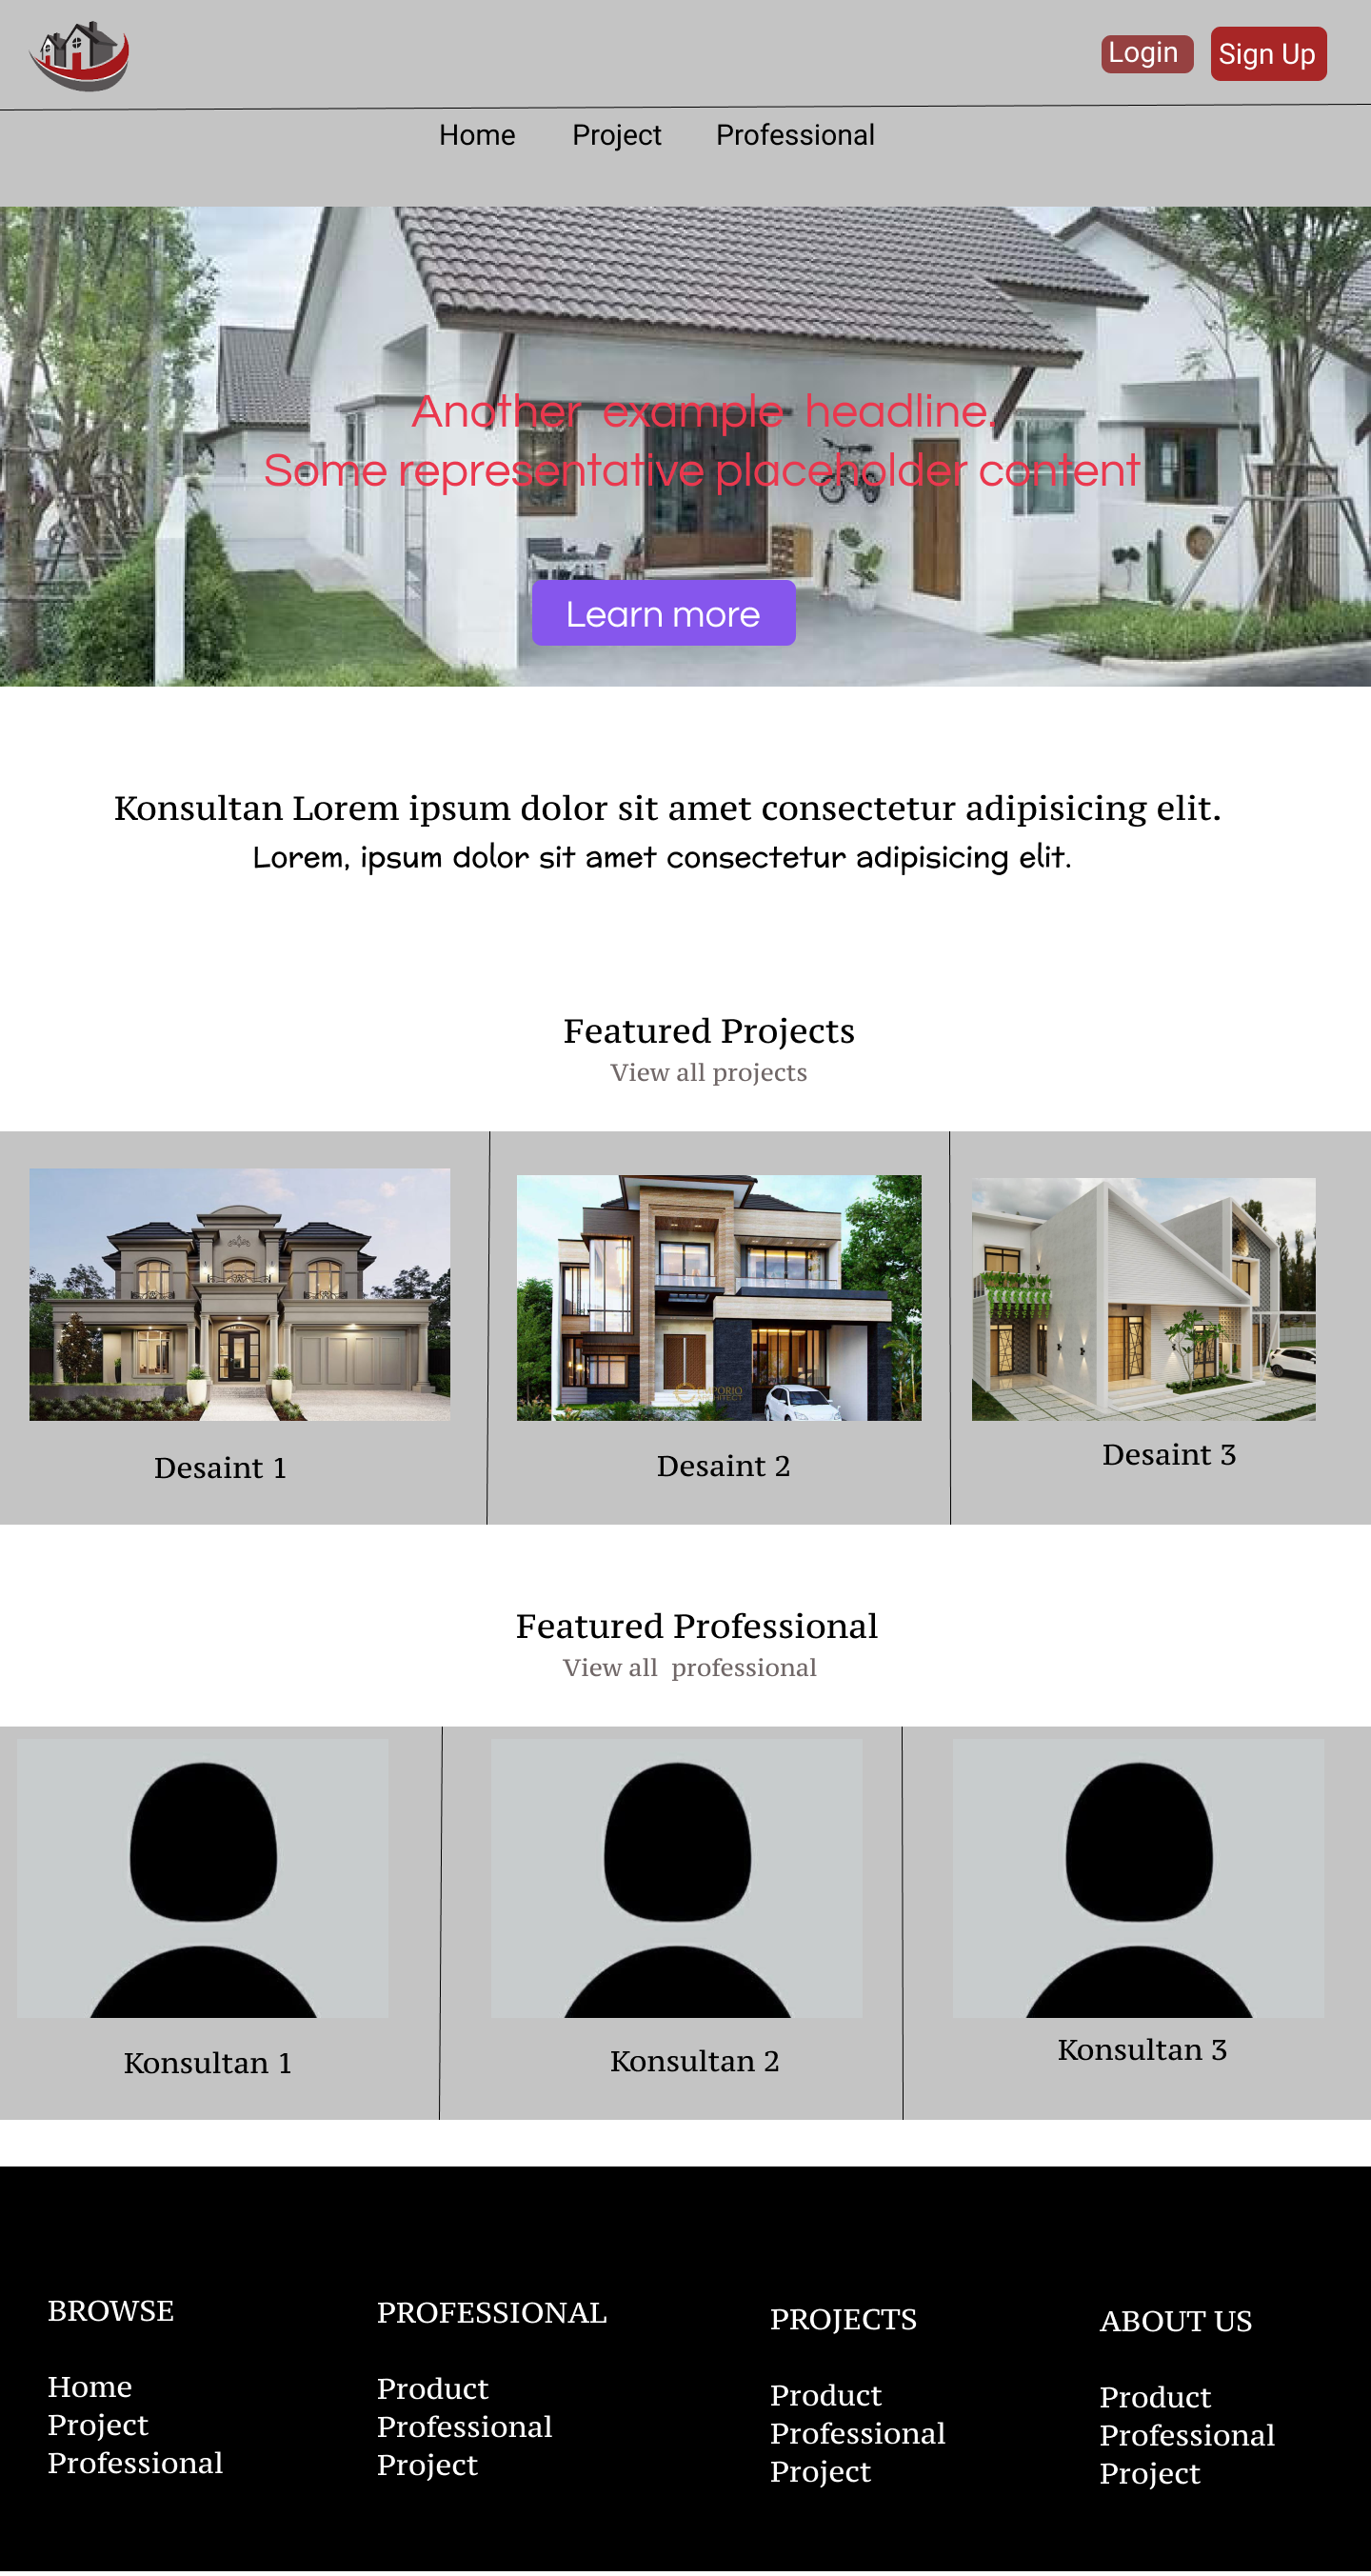 Login
Sign Up
Home
Project
Professional
Another example headline.
Some representative placeholder content
Learn more
Konsultan Lorem ipsum dolor sit amet consectetur adipisicing elit.
Lorem, ipsum dolor sit amet consectetur adipisicing elit.
Featured Projects
View all projects
Desaint 1
Desaint 2
Desaint 3
Featured Professional
View all professional
Konsultan 1
Konsultan 2
Konsultan 3
BROWSE
Home
Project
Professional
PROFESSIONAL
Product
Professional
Project
PROJECTS
Product
Professional
Project
ABOUT US
Product
Professional
Project